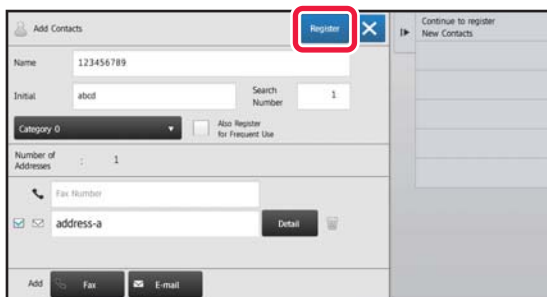 Add Contacts
Register
Continue to register
New Contacts
Name
123456789
Initial
abcd
Search
Number
1
Category 0
Also Register
for Frequent Use
Number of
Addresses
:
1
Fax Number
address-a
Detail
Add
Fax
E-mail